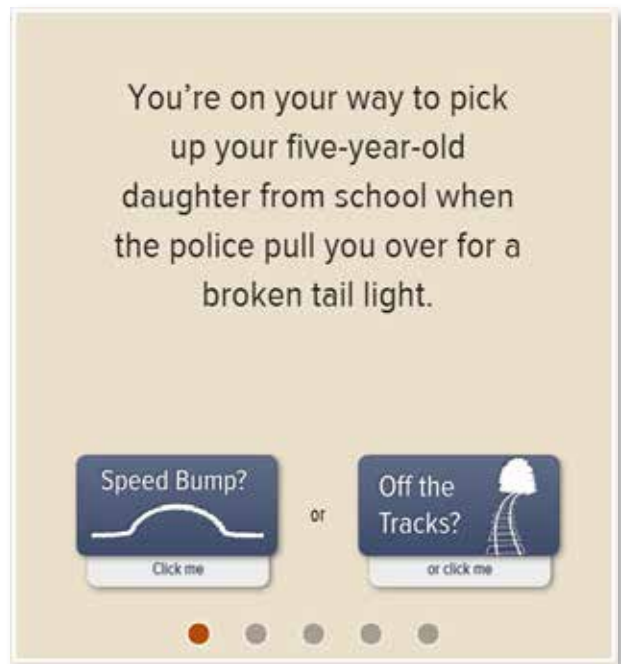 You’re on your way to pick
up your five-year-old
daughter from school when
the police pull you over for a
broken tail light.
Speed Bump?
Click me
or
Off the
Tracks?
or click me